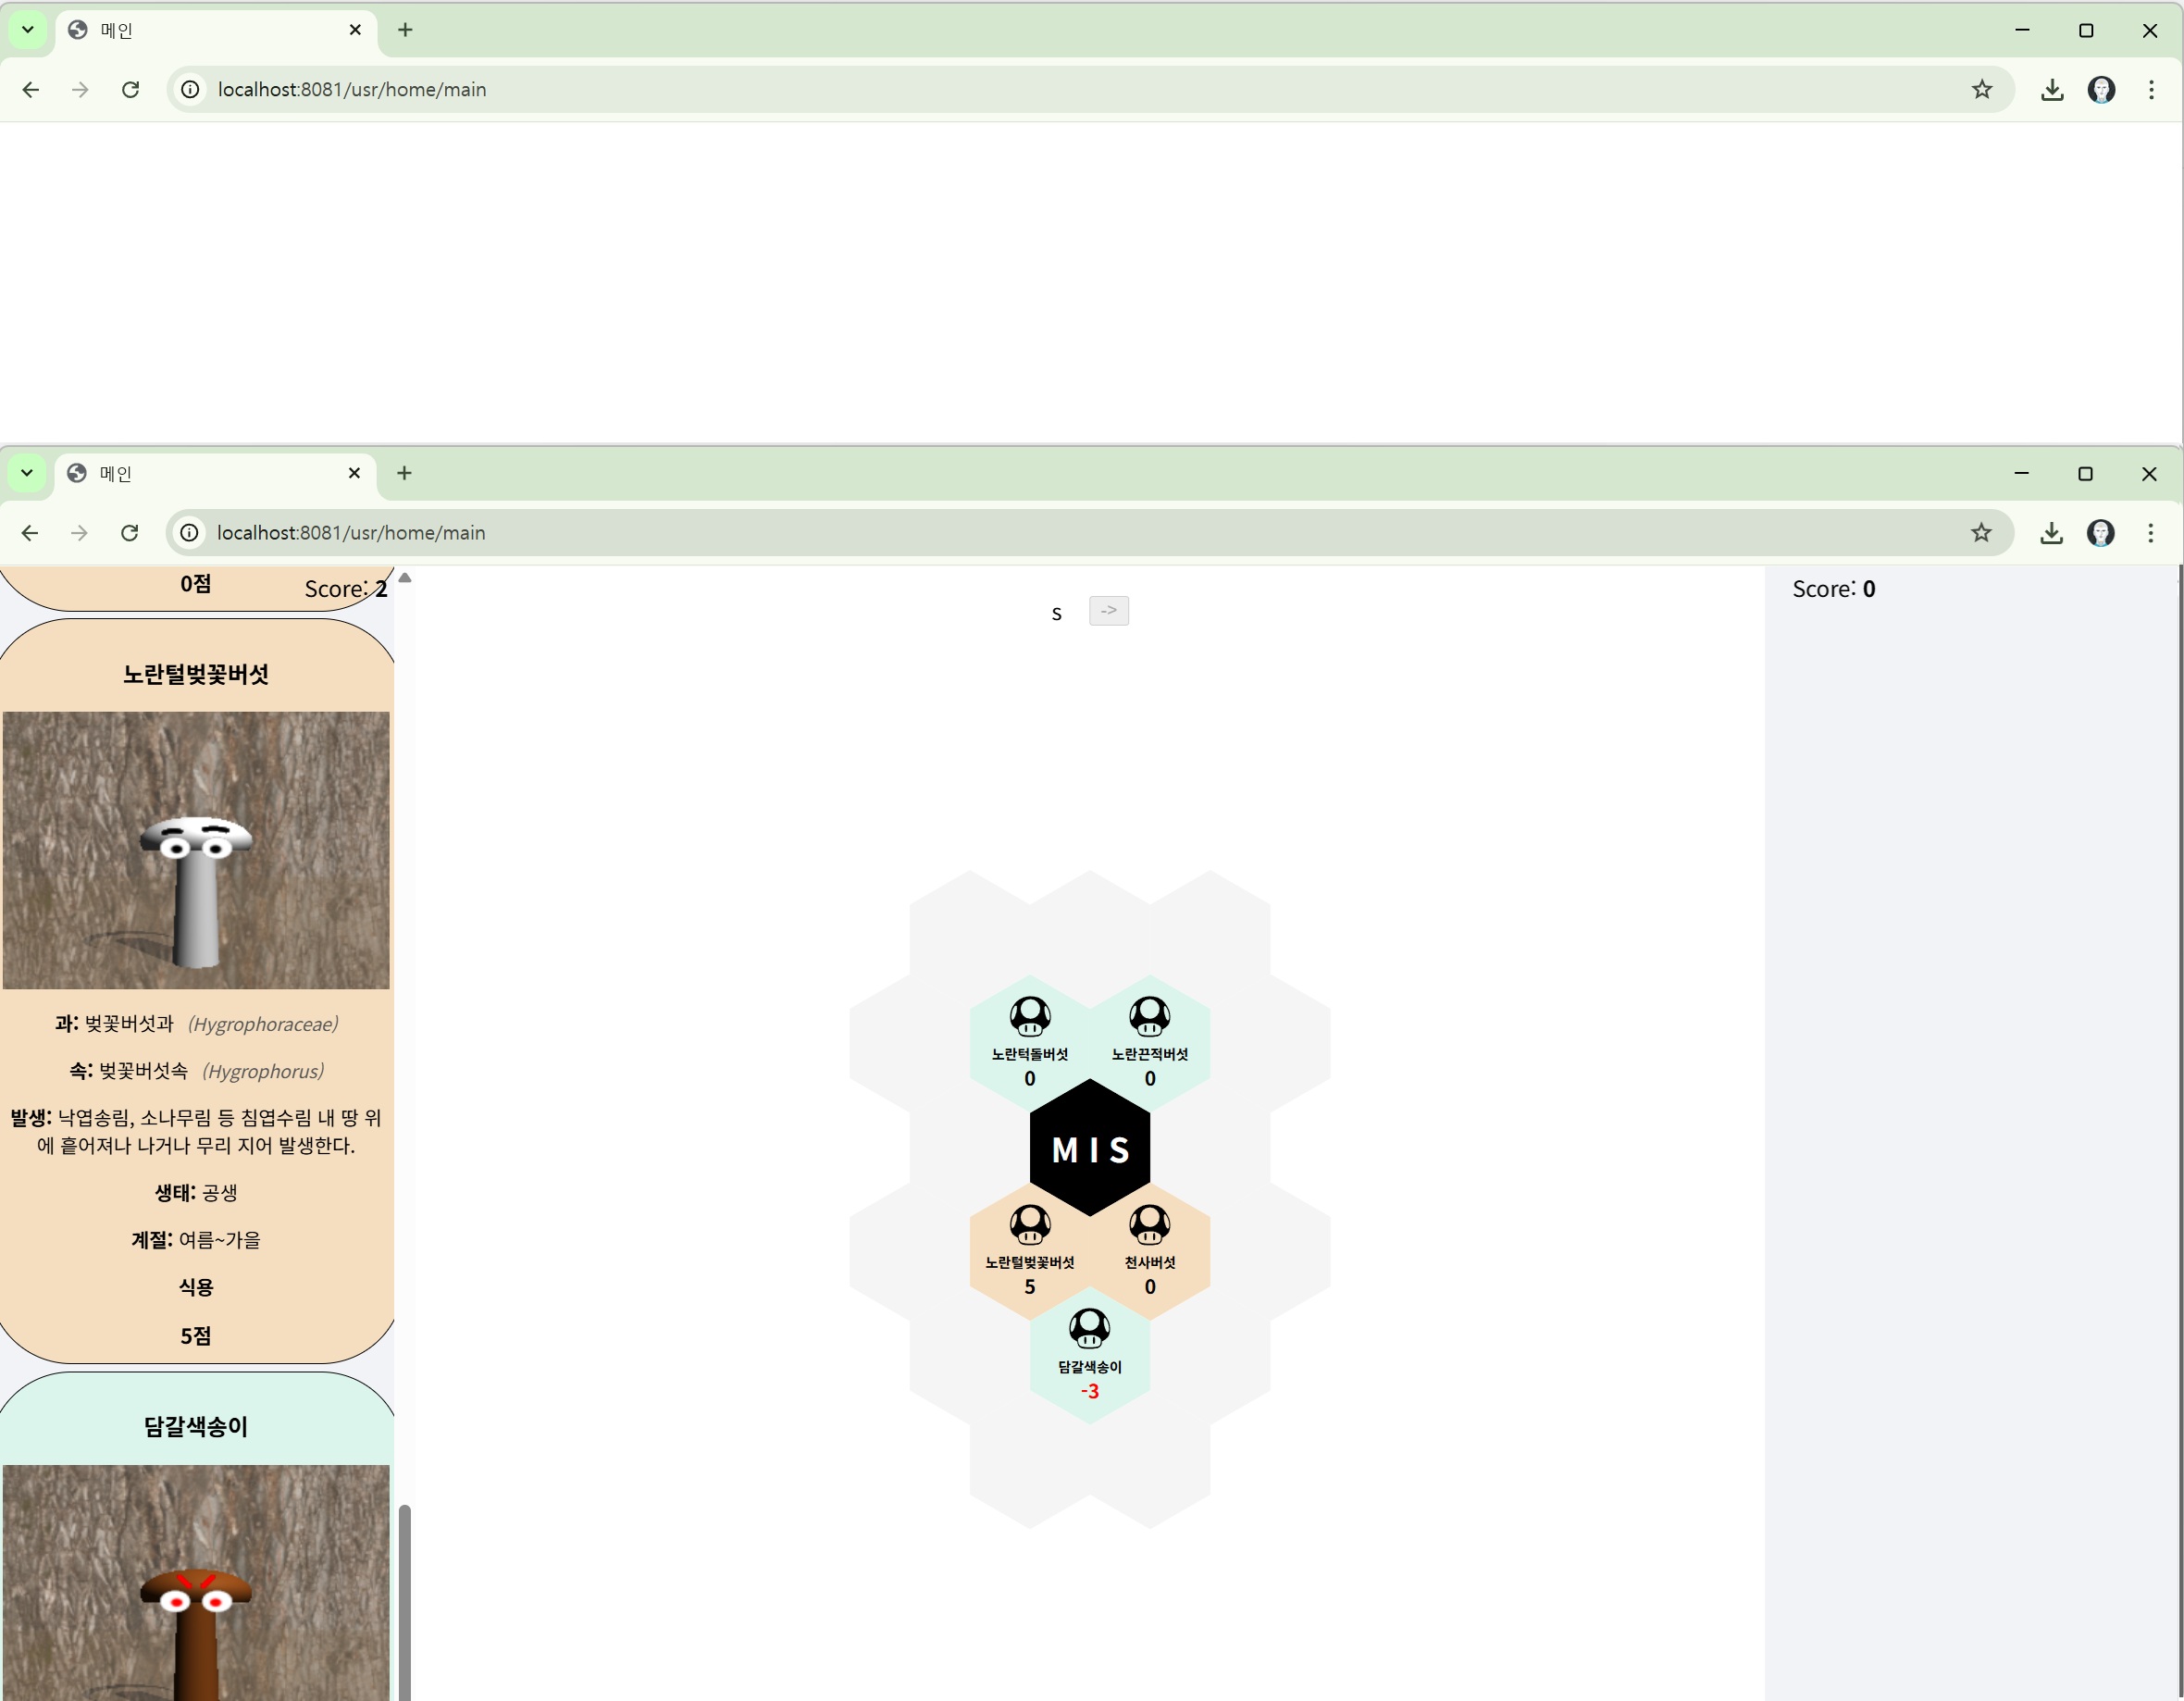 메인
localhost:8081/usr/home/main
메인
localhost:8081/usr/home/main
0점
Score: 2
노란털벚꽃버섯
과: 벚꽃버섯과 (Hygrophoraceae)
속: 벚꽃버섯속 (Hygrophorus)
발생: 낙엽송림, 소나무림 등 침엽수림 내 땅 위
에 흩어져나 나거나 무리 지어 발생한다.
생태: 공생
계절: 여름~가을
식용
5점
담갈색송이
s ->
노란턱돌버섯
0
노란끈적버섯
0
MIS
노란털벚꽃버섯
5
천사버섯
0
담갈색송이
-3
Score: 0